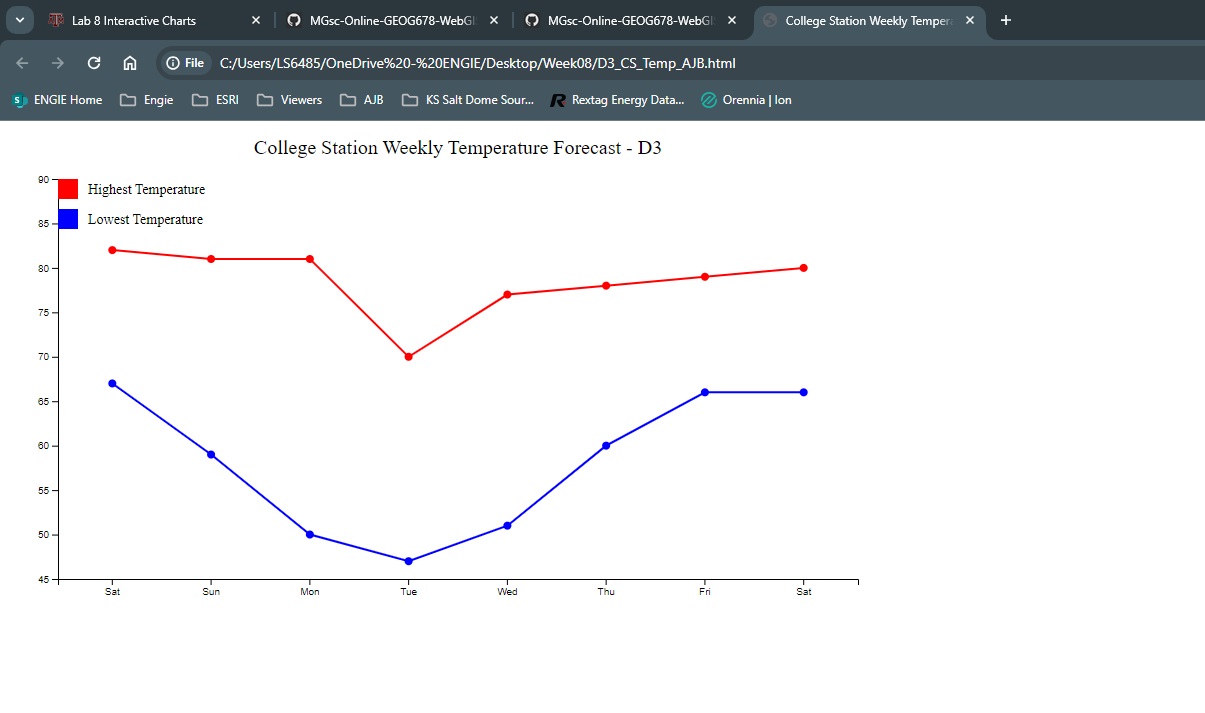 Lab 8 Interactive Charts
MGsc-Online-GEOG678-WebGI
MGsc-Online-GEOG678-WebGI
College Station Weekly Tempera
File
C:/Users/LS6485/OneDrive%20-%20ENGIE/Desktop/Week08/D3_CS_Temp_AJB.html
ENGIE Home
Engie
ESRI
Viewers
AJB
KS Salt Dome Sour...
Rextag Energy Data...
Orennia | Ion
College Station Weekly Temperature Forecast - D3
90
Highest Temperature
Lowest Temperature
85
80
75
70
65
60
55
50
45
Sat Sun Mon Tue Wed Thu Fri Sat